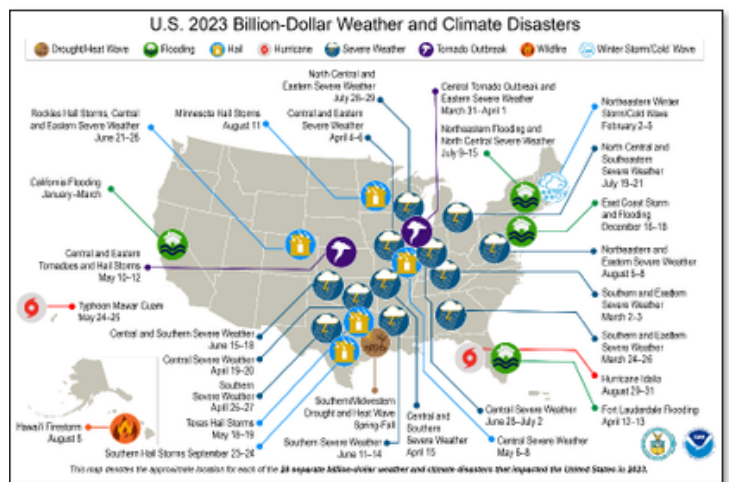 U.S. 2023 Billion-Dollar Weather and Climate Disasters
Drought/Heat Wave
Flooding
Hail
Hurricane
Severe Weather
Tornado Outbreak
Wildfire
Winter Storm/Cold Wave
North Central and
Eastern Severe Weather
July 28–29
Central Tornado Outbreak and
Eastern Severe Weather
March 31–April 1
Rockies Hail Storms, Central
and Eastern Severe Weather
June 21–26
Minnesota Hail Storms
August 11
Central and Eastern
Severe Weather
April 4–6
Northeastern Flooding and
North Central Severe Weather
July 9–15
Northeastern Winter
Storm/Cold Wave
February 2–5
North Central and
Southeastern
Severe Weather
July 19–21
California Flooding
January–March
East Coast Storm
and Flooding
December 16–18
Central and Eastern
Tornadoes and Hail Storms
May 10–12
Northeastern and
Eastern Severe Weather
August 5–8
Typhoon Mawar Guam
May 24–25
Southern and Eastern
Severe Weather
March 2–3
Central and Southern Severe Weather
June 15–18
Southern and Eastern
Severe Weather
March 24–26
Central Severe Weather
April 19–20
Hurricane Idalia
August 29–31
Southern
Severe Weather
April 25–27
Fort Lauderdale Flooding
April 12–13
Hawai'i Firestorm
August 8
Texas Hail Storms
May 18–19
Southern/Midwestern
Drought and Heat Wave
Spring-Fall
Central and
Southern
Severe Weather
April 15
Central Severe Weather
June 28–July 2
Southern Hail Storms September 23–24
Southern Severe Weather
June 11–14
Central Severe Weather
May 6–8
This map denotes the approximate location for each of the 28 separate billion-dollar weather and climate disasters that impacted the United States in 2023.